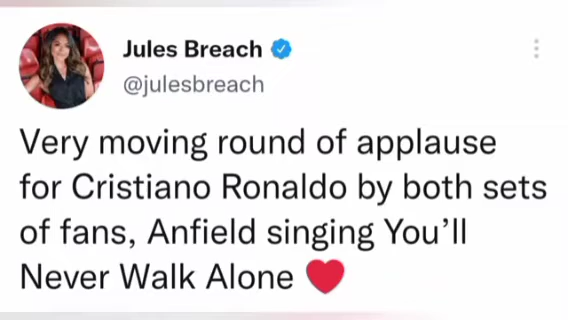 Jules Breach
@julesbreach
Very moving round of applause
for Cristiano Ronaldo by both sets
of fans, Anfield singing You’ll
Never Walk Alone ❤️